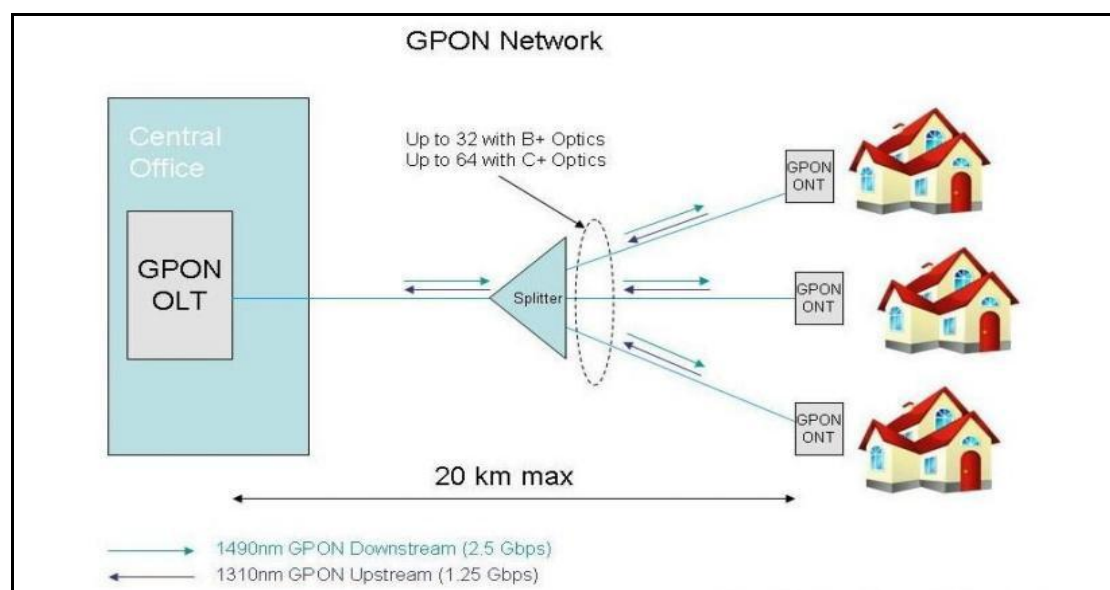 GPON Network
Central
Office
GPON
OLT
Up to 32 with B+ Optics
Up to 64 with C+ Optics
Splitter
GPON
ONT
GPON
ONT
GPON
ONT
20 km max
1490nm GPON Downstream (2.5 Gbps)
1310nm GPON Upstream (1.25 Gbps)